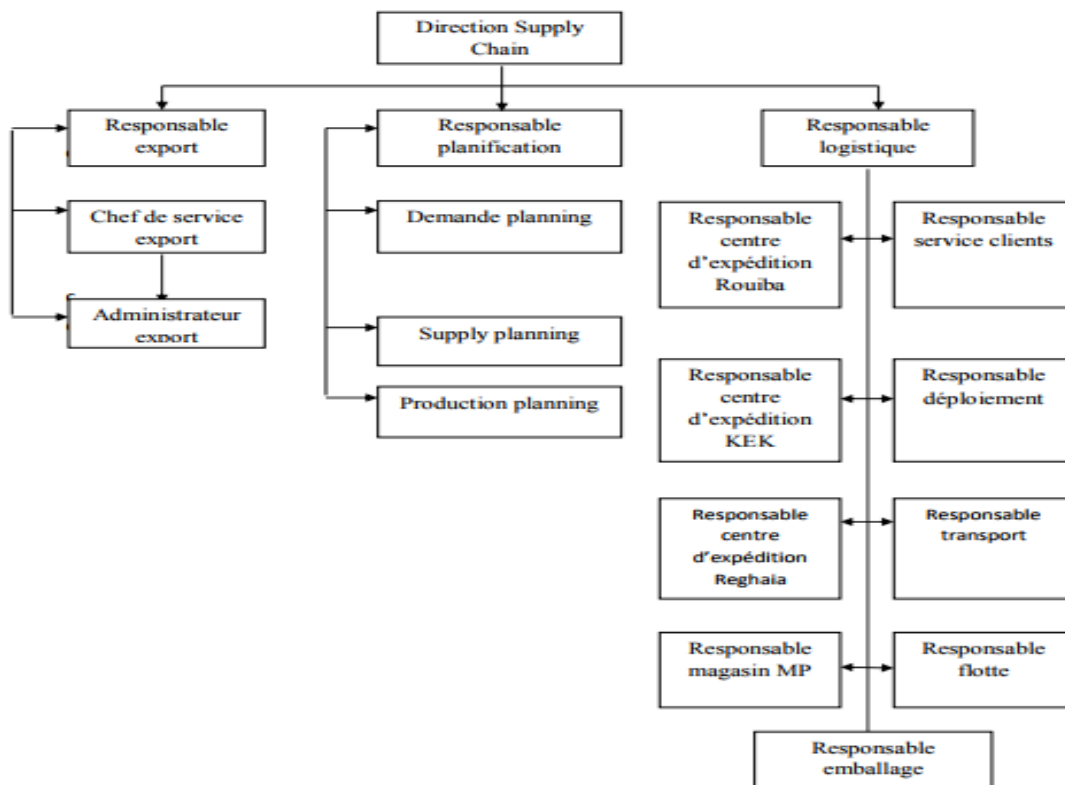 Direction Supply
Chain
Responsable
export
Responsable
planification
Responsable
logistique
Chef de service
export
Demande planning
Responsable
centre
d'expédition
Rouiba
Responsable
service clients
Administrateur
export
Supply planning
Production planning
Responsable
centre
d'expédition
KEK
Responsable
déploiement
Responsable
centre
d'expédition
Reghaia
Responsable
transport
Responsable
magasin MP
Responsable
flotte
Responsable
emballage